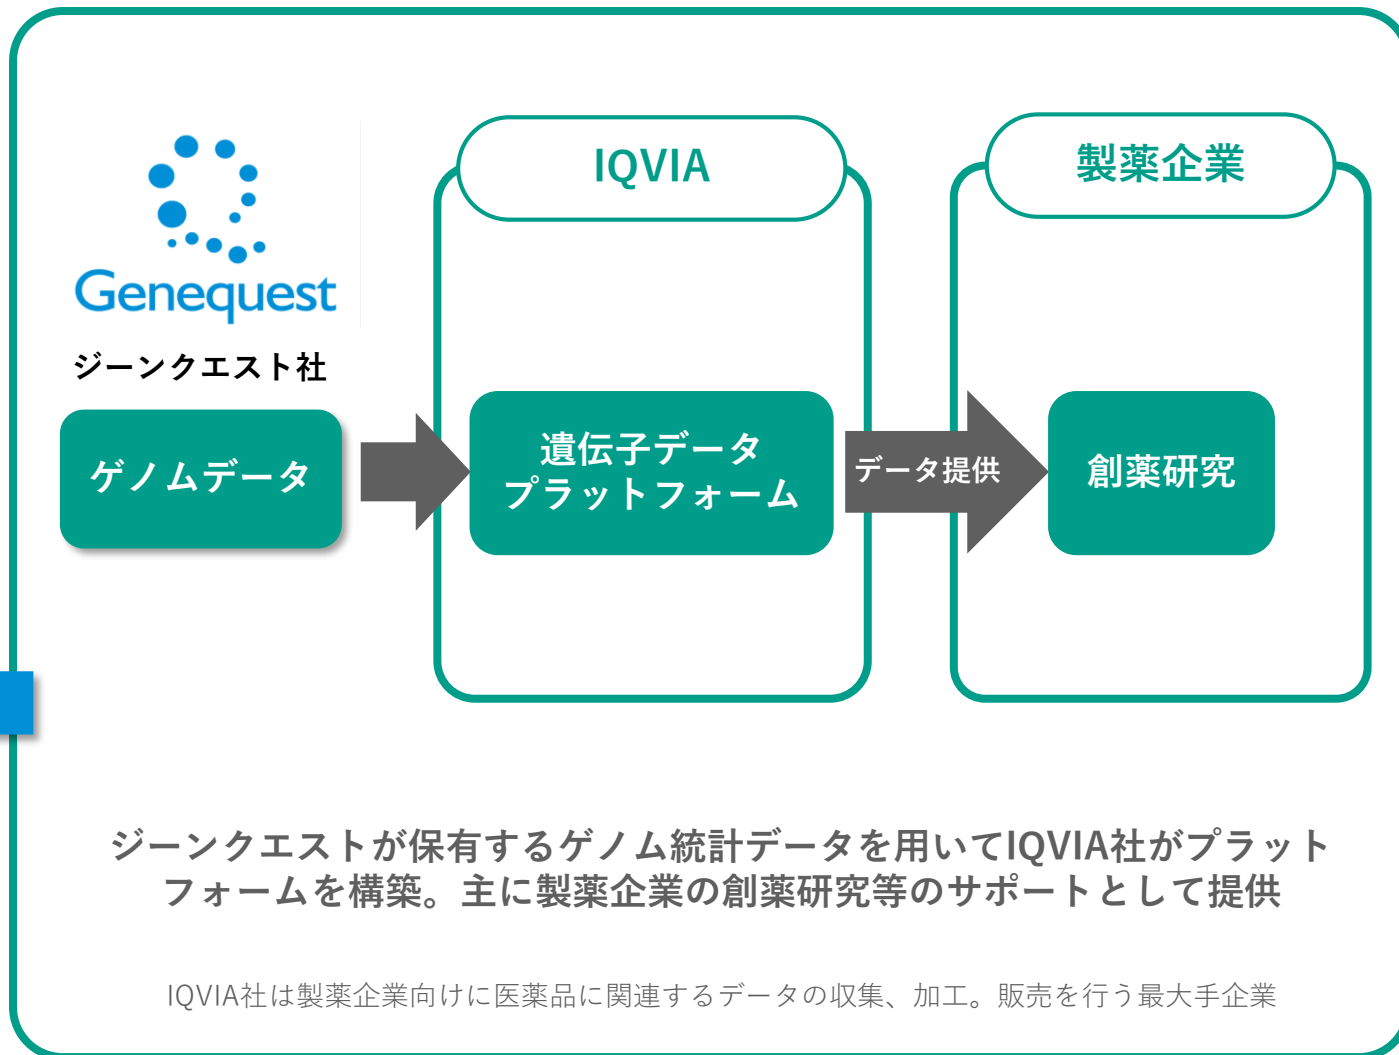 Genequest
ジーンクエスト社
ゲノムデータ
IQVIA
遺伝子データ
プラットフォーム
データ提供
製薬企業
創薬研究
ジーンクエストが保有するゲノム統計データを用いてIQVIA社がプラット
フォームを構築。主に製薬企業の創薬研究等のサポートとして提供
IQVIA社は製薬企業向けに医薬品に関連するデータの収集、加工。販売を行う最大手企業